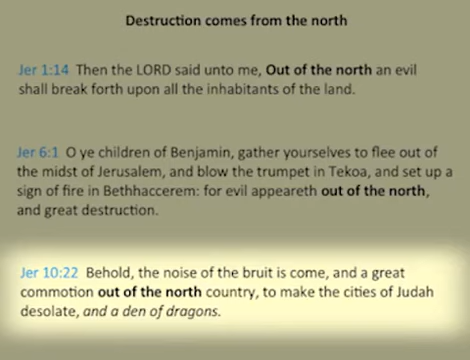 Destruction comes from the north
Jer 1:14 Then the LORD said unto me, Out of the north an evil
shall break forth upon all the inhabitants of the land.
Jer 6:1 O ye children of Benjamin, gather yourselves to flee out of
the midst of Jerusalem, and blow the trumpet in Tekoa, and set up a
sign of fire in Bethhaccerem: for evil appeareth out of the north,
and great destruction.
Jer 10:22 Behold, the noise of the bruit is come, and a great
commotion out of the north country, to make the cities of Judah
desolate, and a den of dragons.